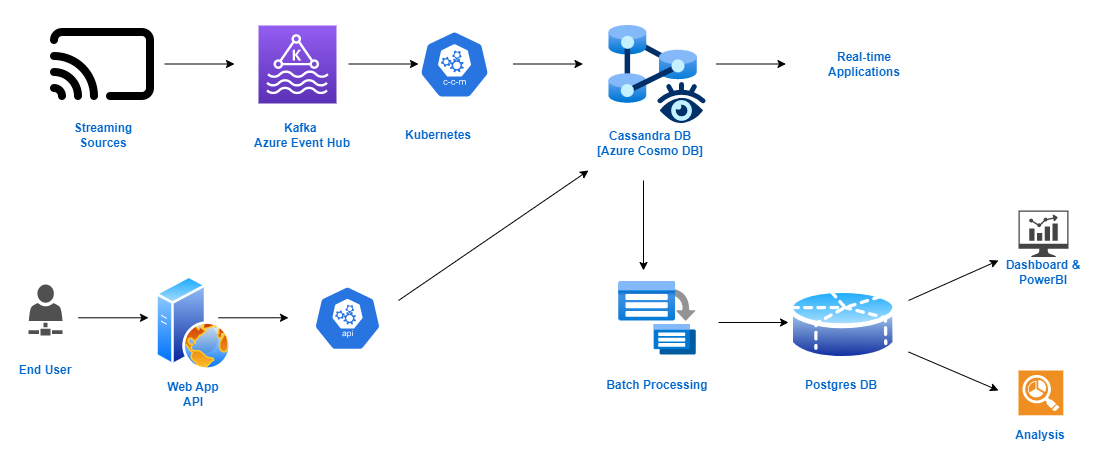 K
c-c-m
Real-time
Applications
Streaming
Sources
Kafka
Azure Event Hub
Kubernetes
Cassandra DB
[Azure Cosmo DB]
Dashboard &
PowerBI
api
End User
Web App
API
Batch Processing
Postgres DB
Analysis